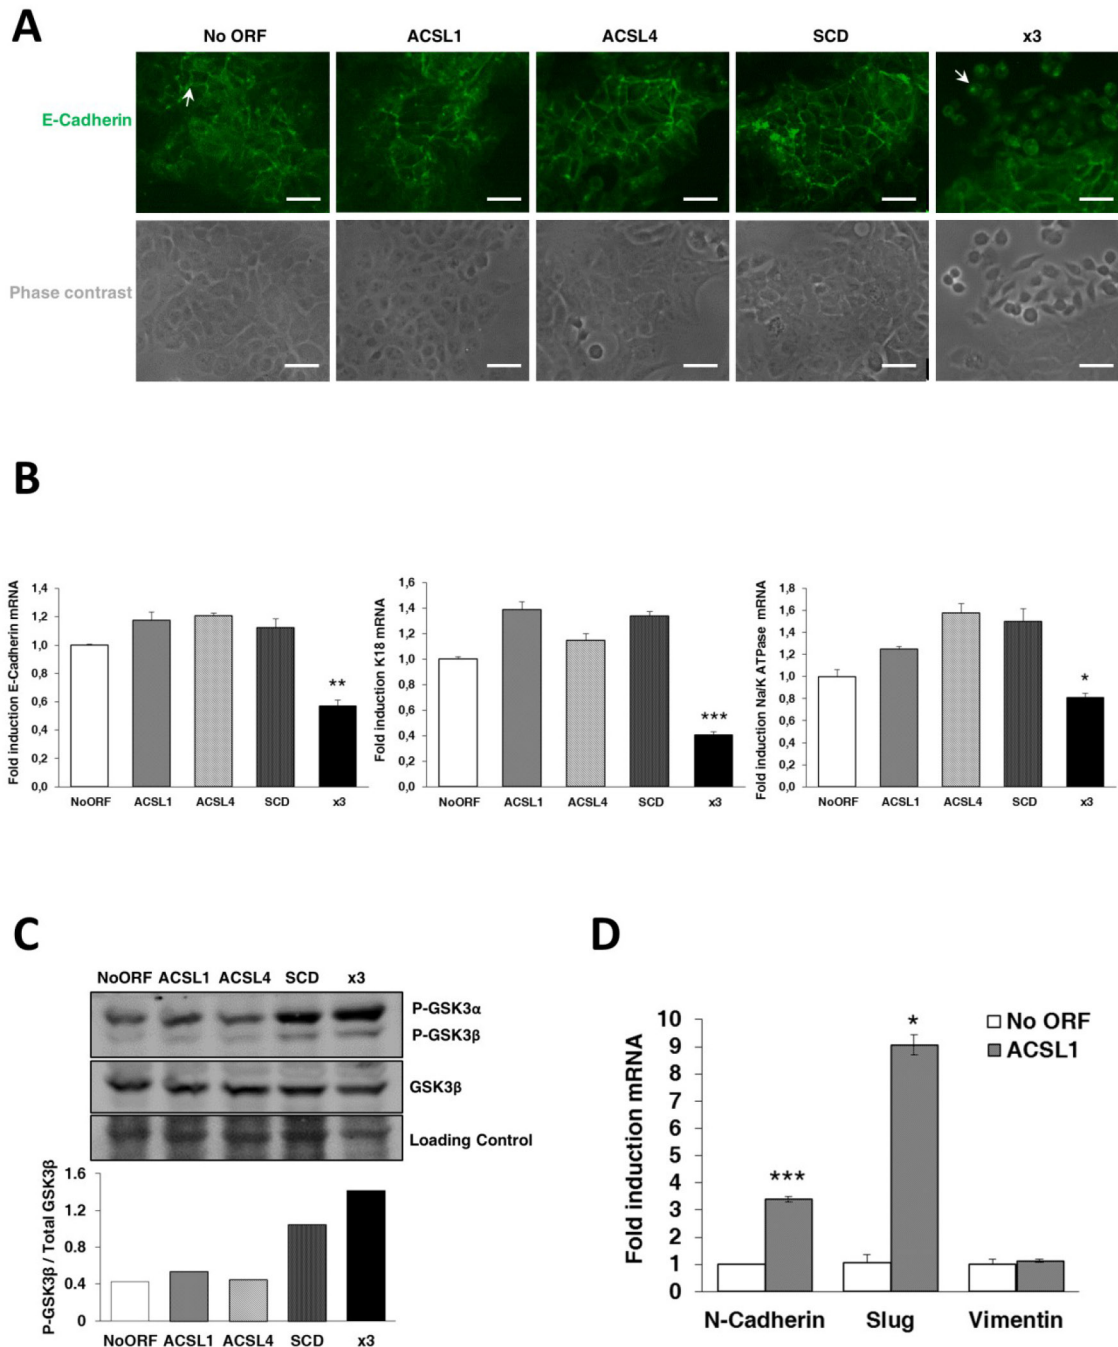 A
No ORF ACSL1 ACSL4 SCD x3
E-Cadherin
Phase contrast
B
Fold induction E-Cadherin mRNA
1,4
1,2
1,0
0,8
0,6
0,4
0,2
0,0
**
NoORF ACSL1 ACSL4 SCD x3
Fold induction K18 mRNA
1,6
1,4
1,2
1,0
0,8
0,6
0,4
0,2
0,0
***
NoORF ACSL1 ACSL4 SCD x3
Fold induction Na/K ATPase mRNA
1,8
1,6
1,4
1,2
1,0
0,8
0,6
0,4
0,2
0,0
*
NoORF ACSL1 ACSL4 SCD x3
C
NoORF ACSL1 ACSL4 SCD x3
P-GSK3α
P-GSK3β
GSK3β
Loading Control
P-GSK3β / Total GSK3β
1.6
1.2
0.8
0.4
0
NoORF ACSL1 ACSL4 SCD x3
D
Fold induction mRNA
10
9
8
7
6
5
4
3
2
1
0
***
*
No ORF
ACSL1
N-Cadherin Slug Vimentin